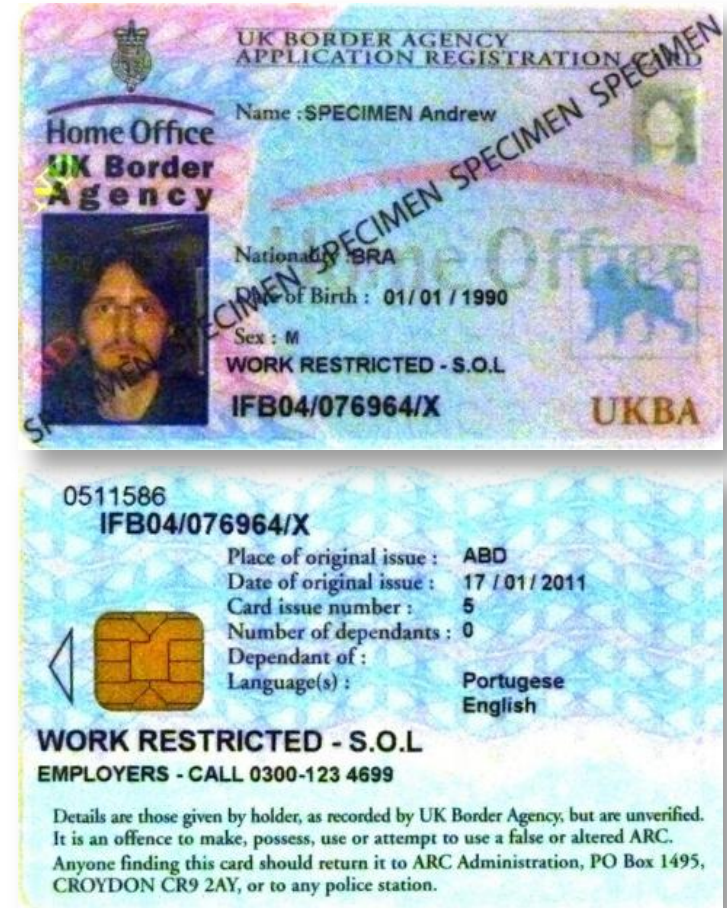 UK BORDER AGENCY
APPLICATION REGISTRATION CARD
Home Office
UK Border
Agency
Name :SPECIMEN Andrew
SPECIMEN SPECIMEN SPECIMEN SPECIMEN SPECIMEN
Home Office
Nationality :BRA
Date of Birth : 01/ 01 / 1990
Sex : M
WORK RESTRICTED - S.O.L
IFB04/076964/X
UKBA
0511586
IFB04/076964/X
Place of original issue : ABD
Date of original issue : 17 / 01 / 2011
Card issue number : 5
Number of dependants : 0
Dependant of :
Language(s) : Portugese
English
WORK RESTRICTED - S.O.L
EMPLOYERS - CALL 0300-123 4699
Details are those given by holder, as recorded by UK Border Agency, but are unverified.
It is an offence to make, possess, use or attempt to use a false or altered ARC.
Anyone finding this card should return it to ARC Administration, PO Box 1495,
CROYDON CR9 2AY, or to any police station.